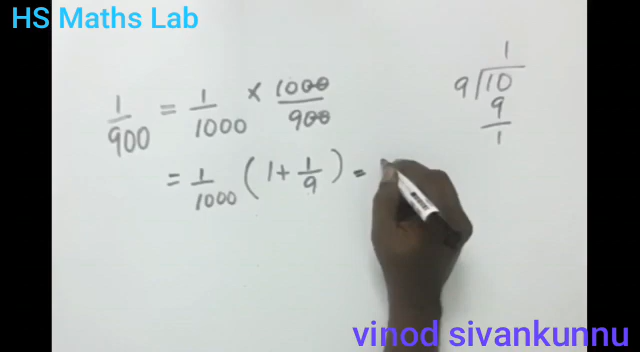 HS Maths Lab
1/900 = 1/1000 × 1000/900
= 1/1000 (1 + 1/9) =
1
9 √10
9
1
vinod sivankunnu